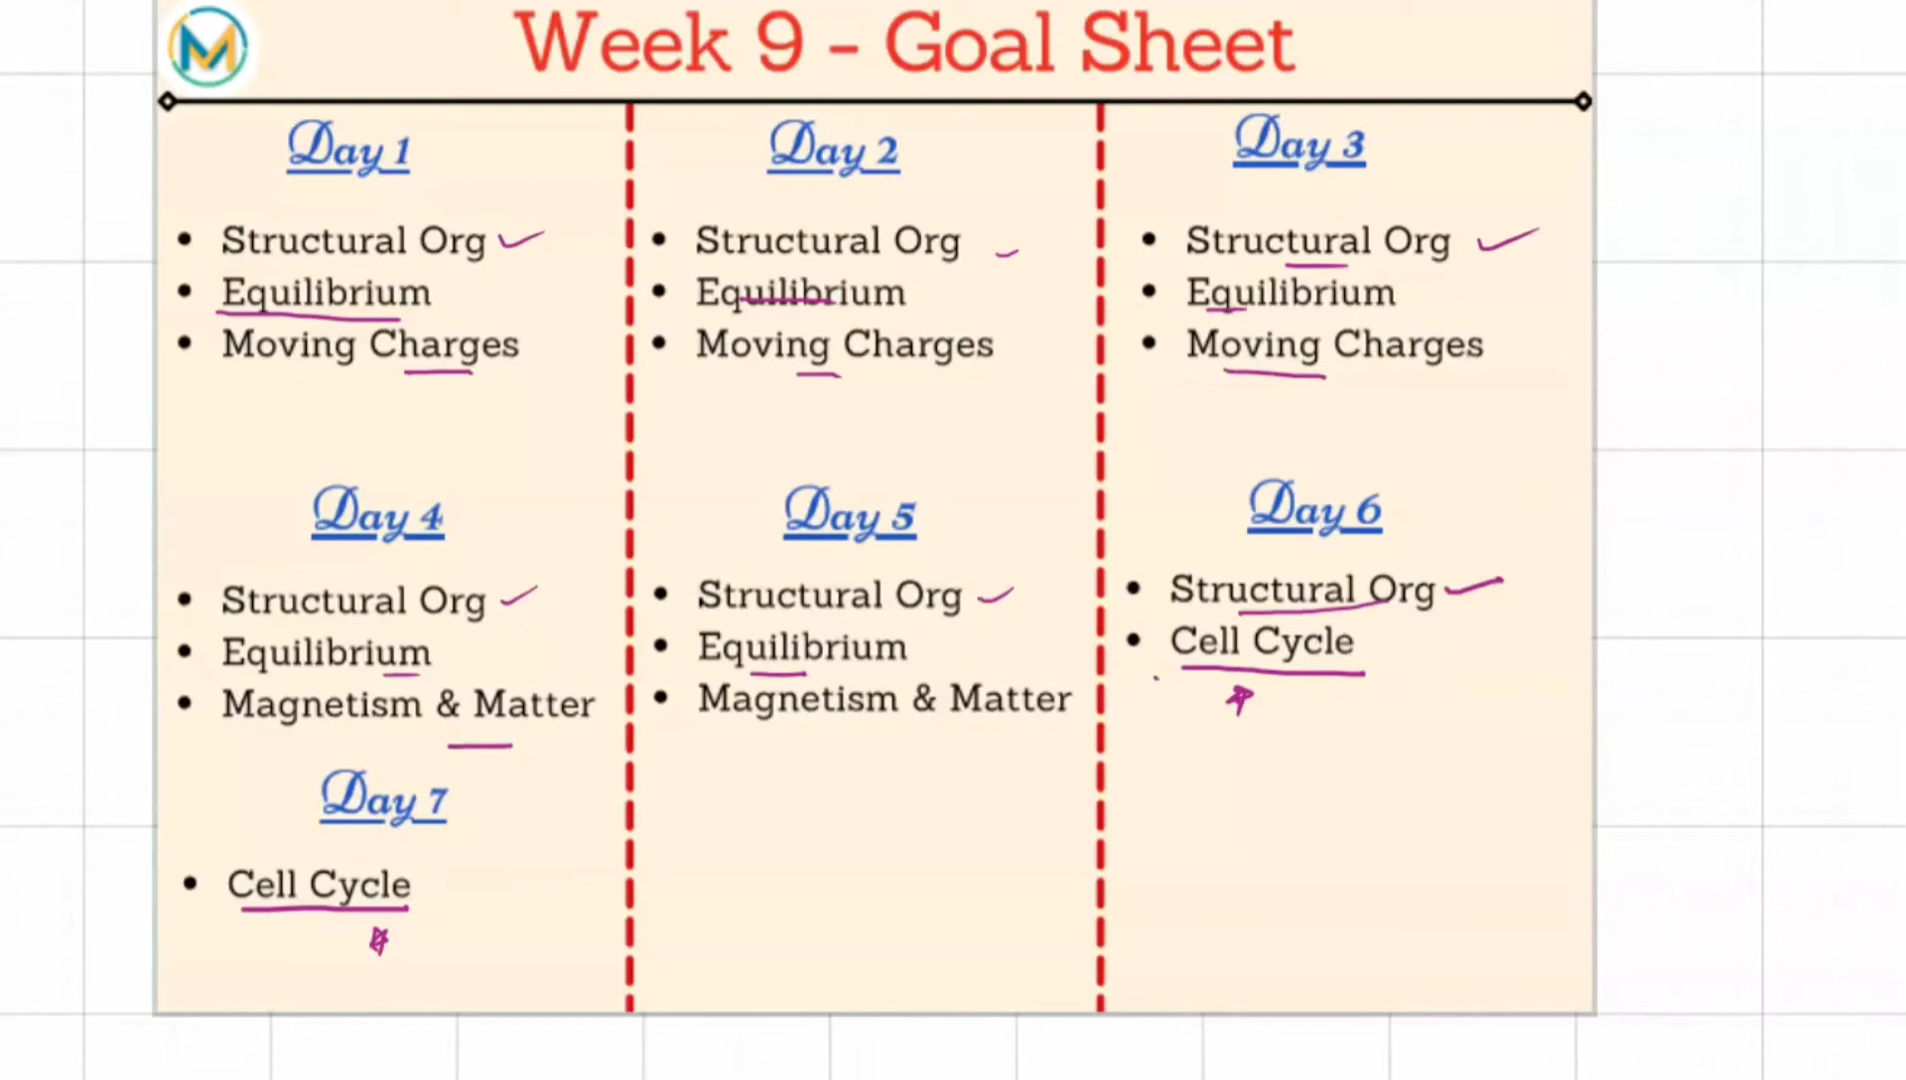 Week 9 - Goal Sheet
Day 1
• Structural Org
• Equilibrium
• Moving Charges
Day 2
• Structural Org
• Equilibrium
• Moving Charges
Day 3
• Structural Org
• Equilibrium
• Moving Charges
Day 4
• Structural Org
• Equilibrium
• Magnetism & Matter
Day 5
• Structural Org
• Equilibrium
• Magnetism & Matter
Day 6
• Structural Org
• Cell Cycle
Day 7
• Cell Cycle